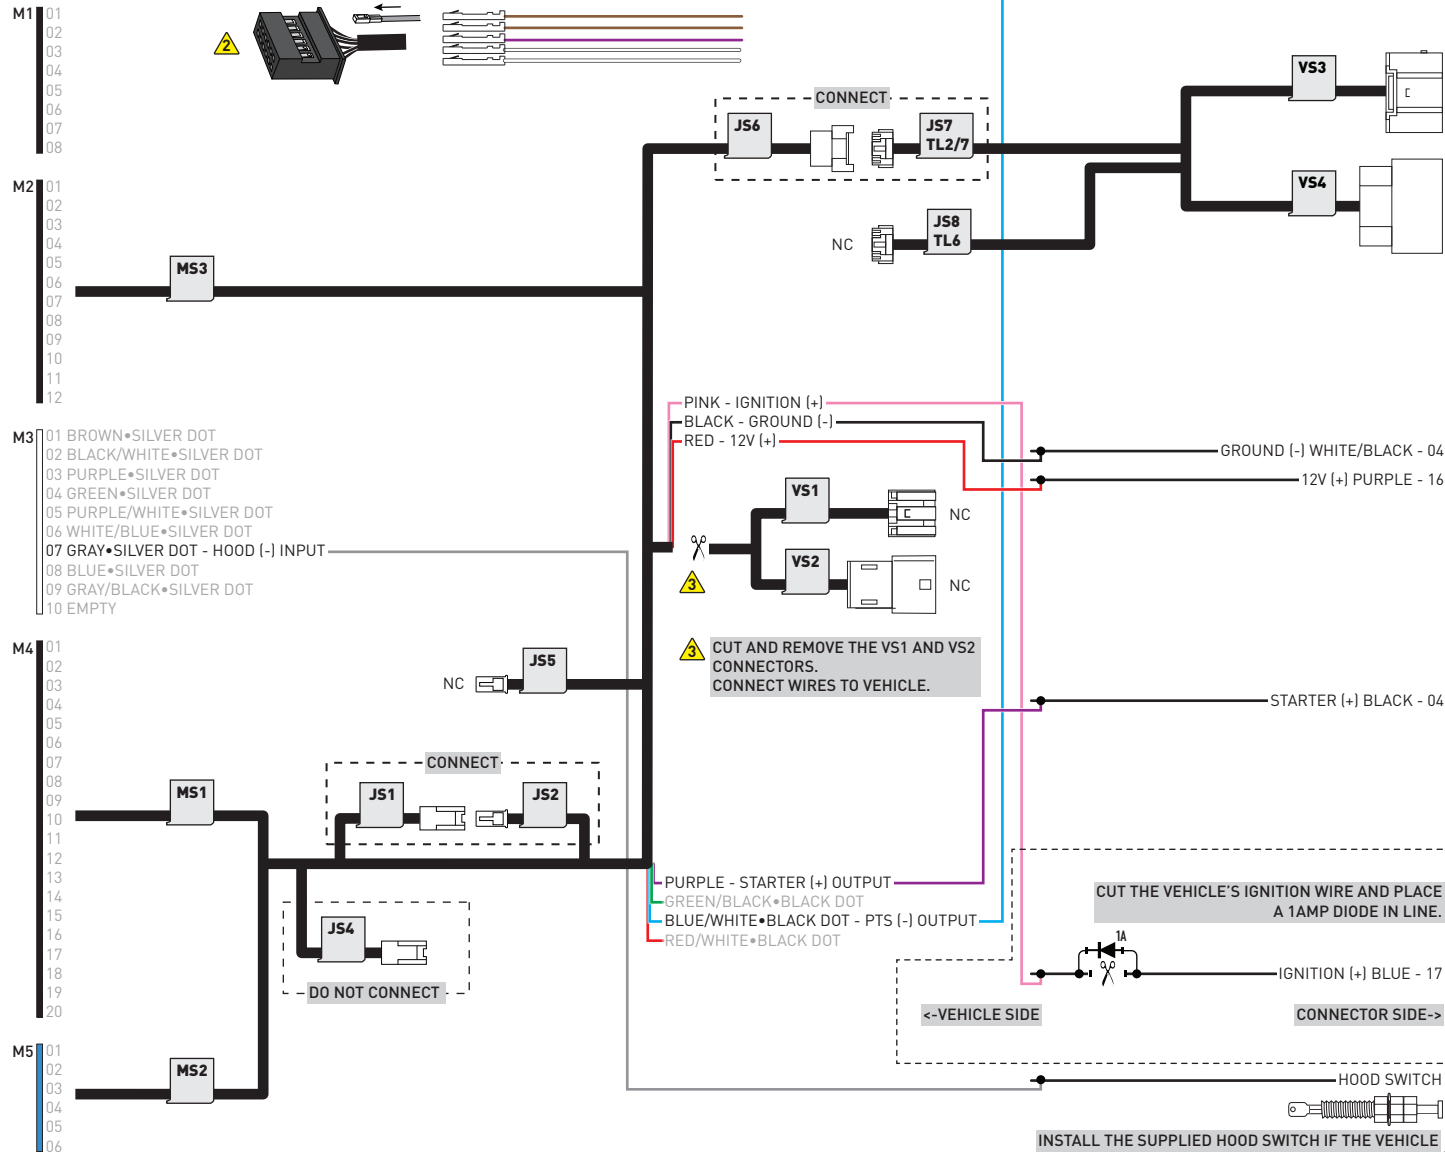 M1
01
02
03
04
05
06
07
08
2
CONNECT
JS6
JS7
TL2/7
VS3
VS4
JS8
TL6
NC
M2
01
02
03
04
05
06
07
08
09
10
11
12
MS3
PINK - IGNITION (+)
BLACK - GROUND (-)
RED - 12V (+)
GROUND (-) WHITE/BLACK - 04
12V (+) PURPLE - 16
M3
01 BROWN•SILVER DOT
02 BLACK/WHITE•SILVER DOT
03 PURPLE•SILVER DOT
04 GREEN•SILVER DOT
05 PURPLE/WHITE•SILVER DOT
06 WHITE/BLUE•SILVER DOT
07 GRAY•SILVER DOT - HOOD (-) INPUT
08 BLUE•SILVER DOT
09 GRAY/BLACK•SILVER DOT
10 EMPTY
VS1
NC
VS2
NC
3
3
CUT AND REMOVE THE VS1 AND VS2
CONNECTORS.
CONNECT WIRES TO VEHICLE.
M4
01
02
03
04
05
06
07
08
09
10
11
12
13
14
15
16
17
18
19
20
JS5
NC
STARTER (+) BLACK - 04
CONNECT
JS1
JS2
MS1
PURPLE - STARTER (+) OUTPUT
GREEN/BLACK•BLACK DOT
BLUE/WHITE•BLACK DOT - PTS (-) OUTPUT
RED/WHITE•BLACK DOT
JS4
DO NOT CONNECT
CUT THE VEHICLE'S IGNITION WIRE AND PLACE
A 1AMP DIODE IN LINE.
1A
IGNITION (+) BLUE - 17
<-VEHICLE SIDE
CONNECTOR SIDE->
M5
01
02
03
04
05
06
MS2
HOOD SWITCH
INSTALL THE SUPPLIED HOOD SWITCH IF THE VEHICLE